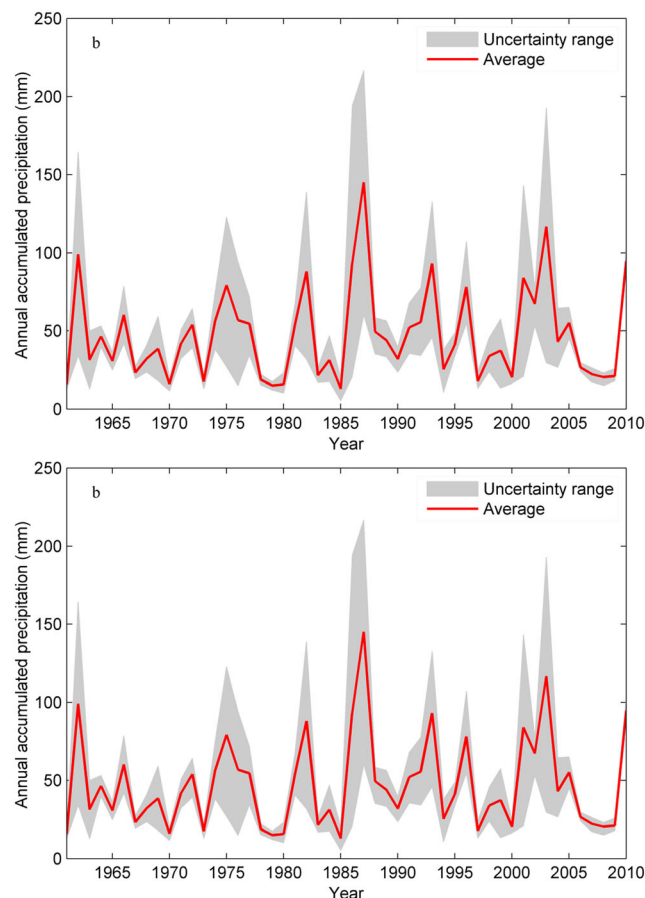 250
b
Uncertainty range
Average
200
150
100
50
0
Annual accumulated precipitation (mm)
1965 1970 1975 1980 1985 1990 1995 2000 2005 2010
Year
250
b
Uncertainty range
Average
200
150
100
50
0
Annual accumulated precipitation (mm)
1965 1970 1975 1980 1985 1990 1995 2000 2005 2010
Year